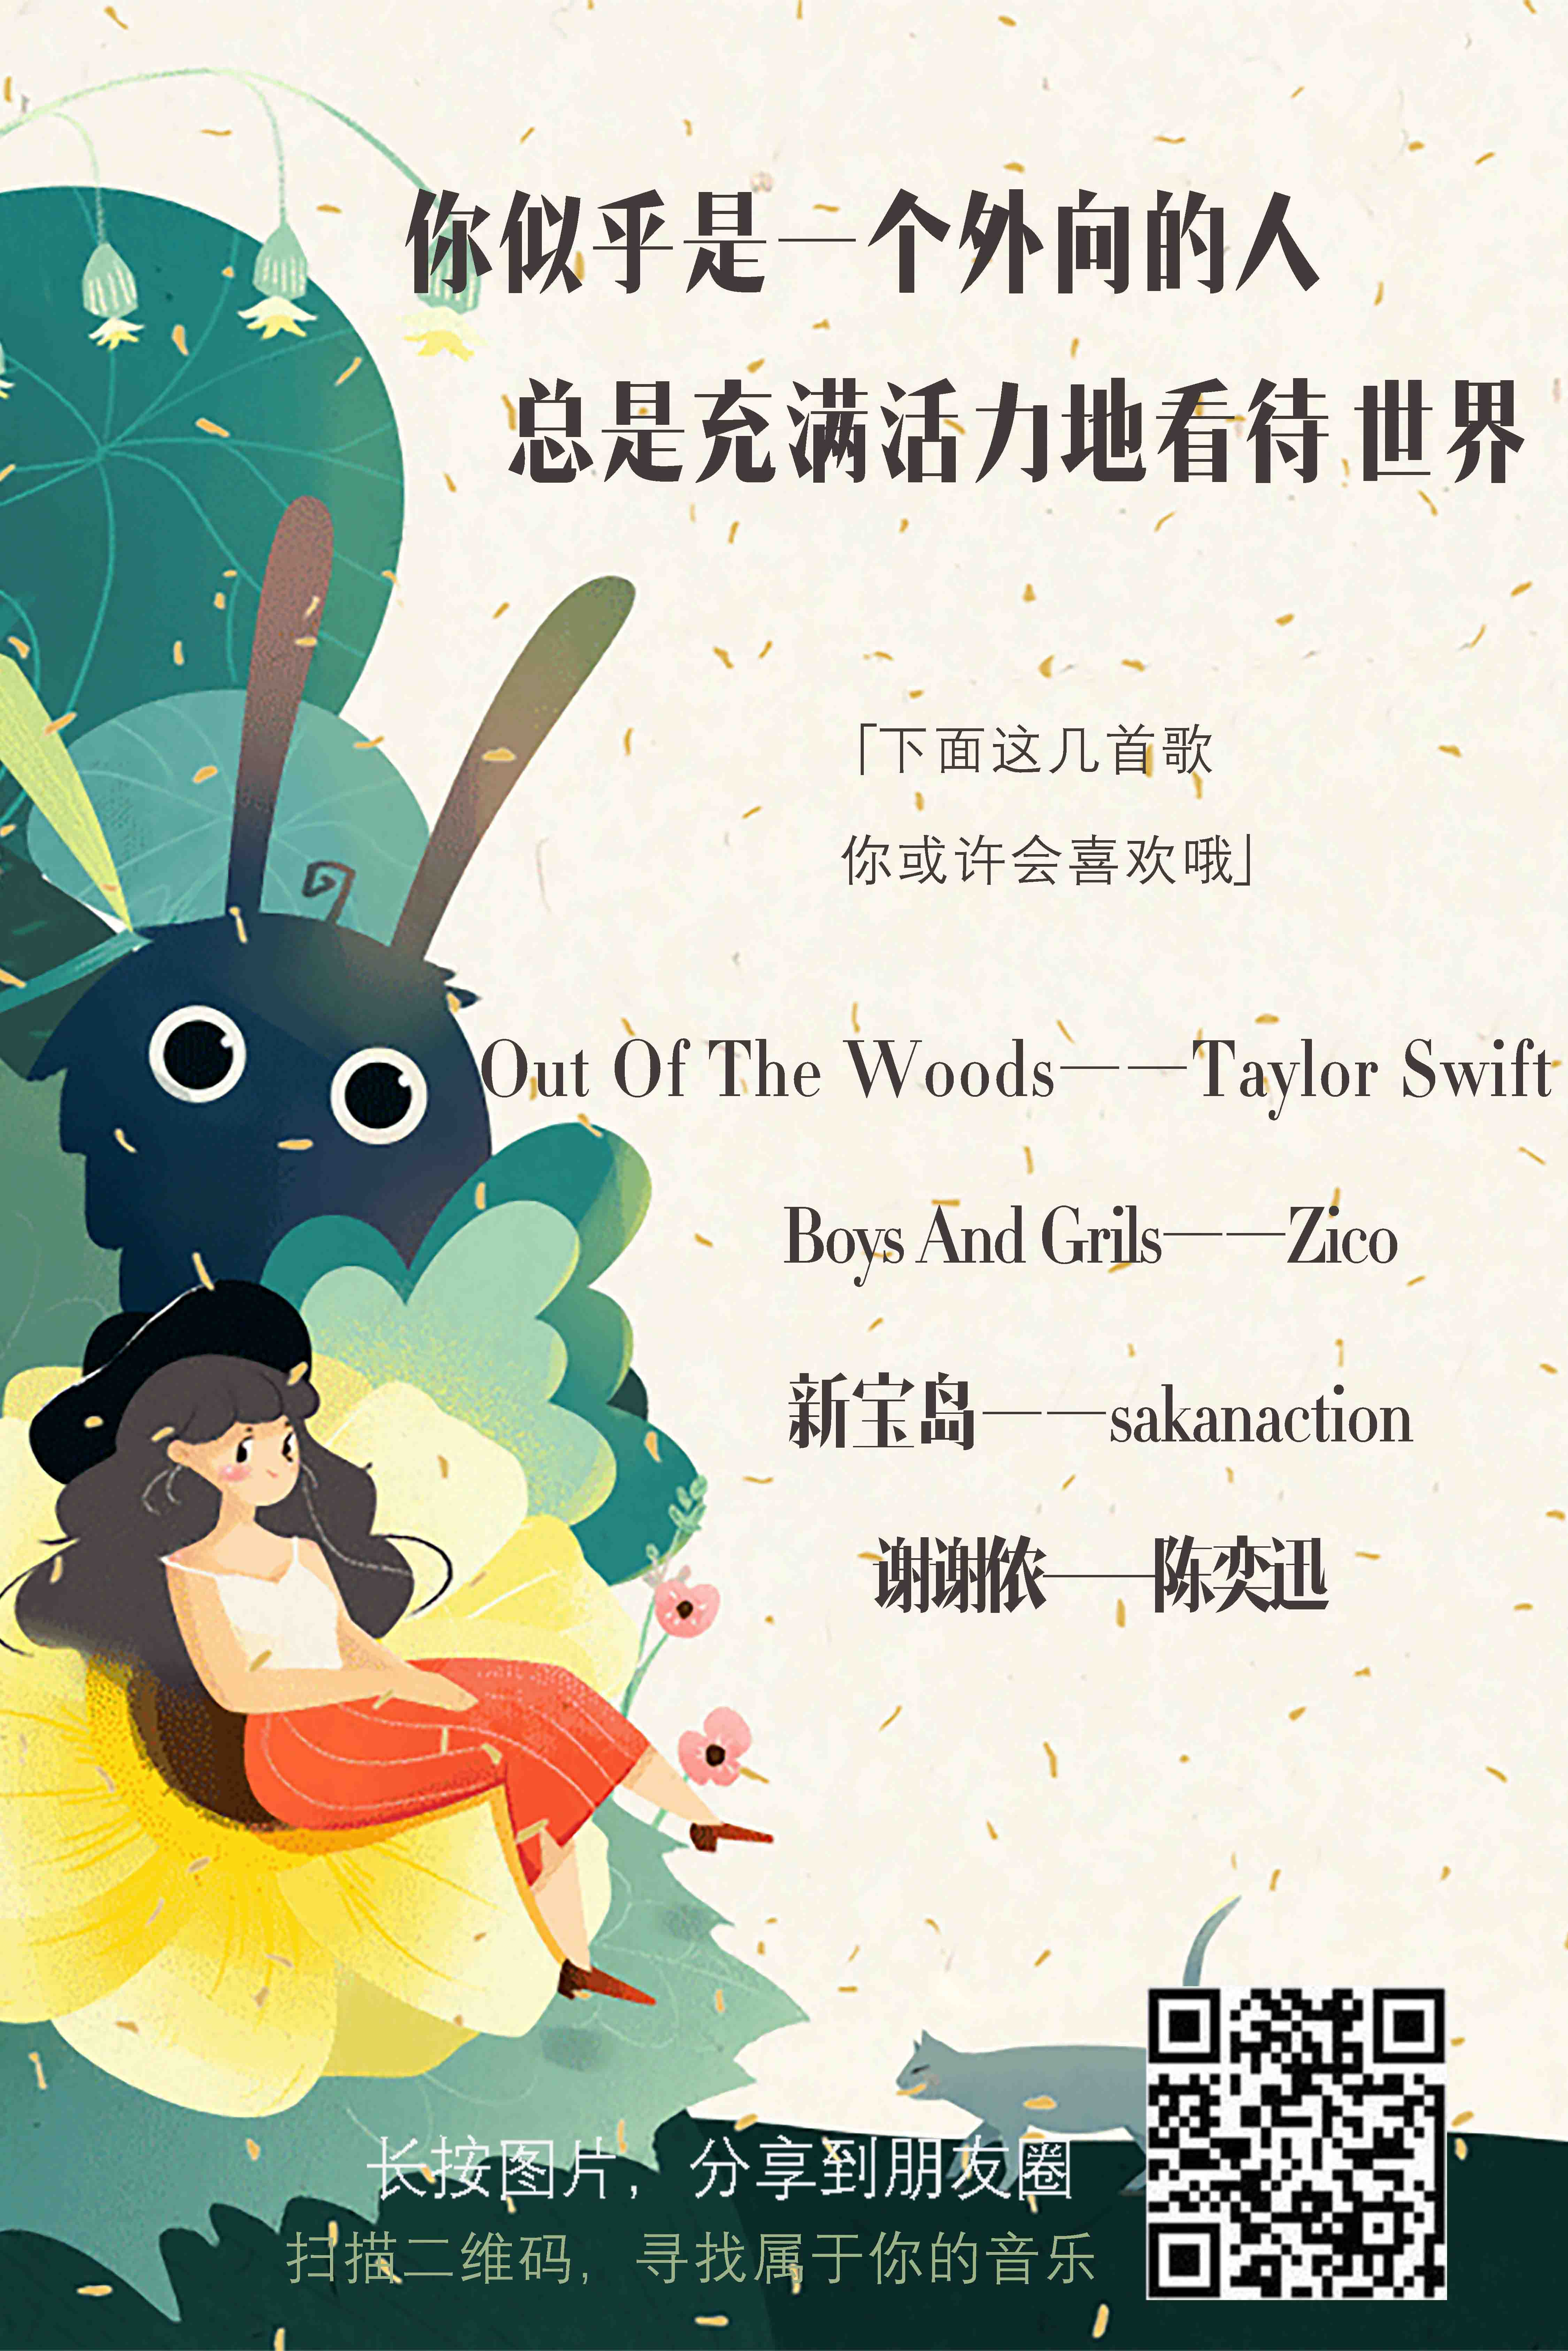 你似乎是一个外向的人
总是充满活力地看待世界
「下面这几首歌
你或许会喜欢哦」
Out Of The Woods——Taylor Swift
Boys And Grils——Zico
新宝岛——sakanaction
谢谢侬——陈奕迅
长按图片，分享到朋友圈
扫描二维码，寻找属于你的音乐